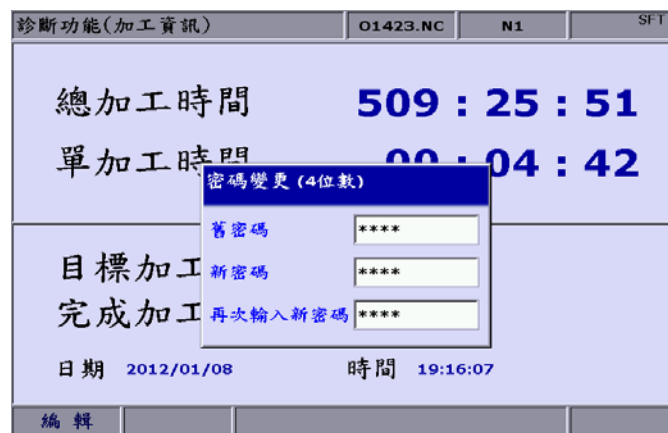 診斷功能(加工資訊) O1423.NC N1 SFT
總加工時間 509 : 25 : 51
單加工時間 00 : 04 : 42
密碼變更 (4位數)
舊密碼 ****
新密碼 ****
再次輸入新密碼 ****
目標加工
完成加工
日期 2012/01/08 時間 19:16:07
編 輯